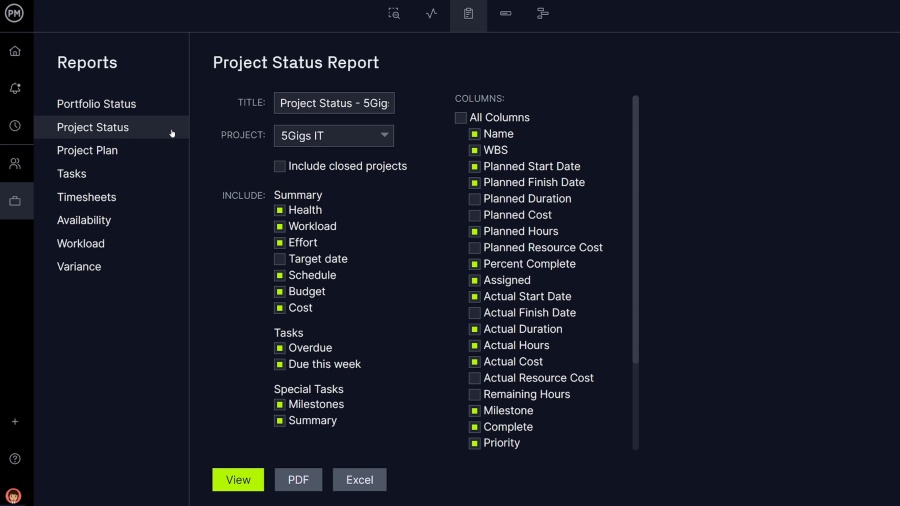 PM
Reports
Portfolio Status
Project Status
Project Plan
Tasks
Timesheets
Availability
Workload
Variance
Project Status Report
TITLE: Project Status - 5Gigs
PROJECT: 5Gigs IT
Include closed projects
INCLUDE: Summary
Health
Workload
Effort
Target date
Schedule
Budget
Cost
Tasks
Overdue
Due this week
Special Tasks
Milestones
Summary
COLUMNS:
All Columns
Name
WBS
Planned Start Date
Planned Finish Date
Planned Duration
Planned Cost
Planned Hours
Planned Resource Cost
Percent Complete
Assigned
Actual Start Date
Actual Finish Date
Actual Duration
Actual Hours
Actual Cost
Actual Resource Cost
Remaining Hours
Milestone
Complete
Priority
View PDF Excel